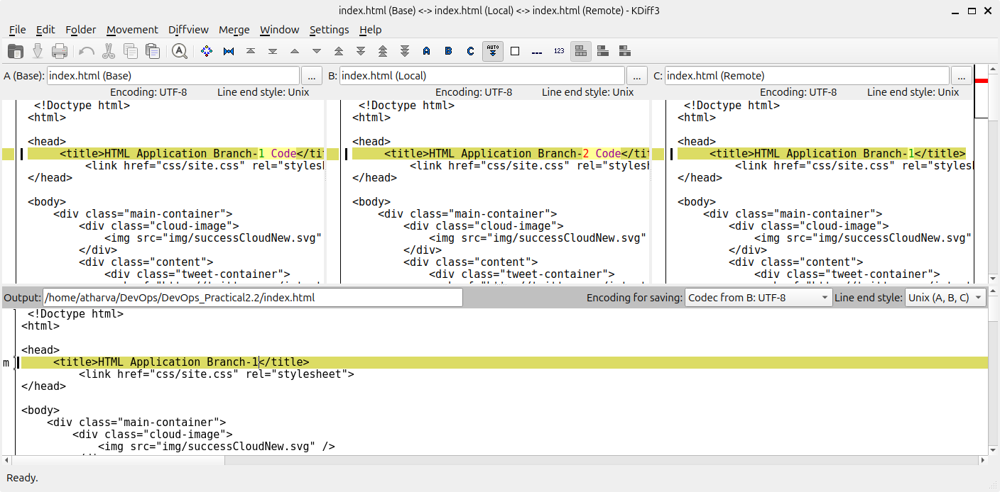 index.html (Base) <-> index.html (Local) <-> index.html (Remote) - KDiff3
File Edit Folder Movement Diffview Merge Window Settings Help
A B C AUTO 123
A (Base): index.html (Base) ... B: index.html (Local) ... C: index.html (Remote) ...
Encoding: UTF-8 Line end style: Unix Encoding: UTF-8 Line end style: Unix Encoding: UTF-8 Line end style: Unix
<!Doctype html>
<html>
<head>
<title>HTML Application Branch-1 Code</tit
<link href="css/site.css" rel="stylesh
</head>
<body>
<div class="main-container">
<div class="cloud-image">
<img src="img/successCloudNew.svg"
</div>
<div class="content">
<div class="tweet-container">
<!Doctype html>
<html>
<head>
<title>HTML Application Branch-2 Code</tit
<link href="css/site.css" rel="stylesh
</head>
<body>
<div class="main-container">
<div class="cloud-image">
<img src="img/successCloudNew.svg"
</div>
<div class="content">
<div class="tweet-container">
<!Doctype html>
<html>
<head>
<title>HTML Application Branch-1</title>
<link href="css/site.css" rel="stylesh
</head>
<body>
<div class="main-container">
<div class="cloud-image">
<img src="img/successCloudNew.svg"
</div>
<div class="content">
<div class="tweet-container">
Output: /home/atharva/DevOps/DevOps_Practical2.2/index.html Encoding for saving: Codec from B: UTF-8 Line end style: Unix (A, B, C)
<!Doctype html>
<html>
<head>
m <title>HTML Application Branch-1</title>
<link href="css/site.css" rel="stylesheet">
</head>
<body>
<div class="main-container">
<div class="cloud-image">
<img src="img/successCloudNew.svg" />
Ready.